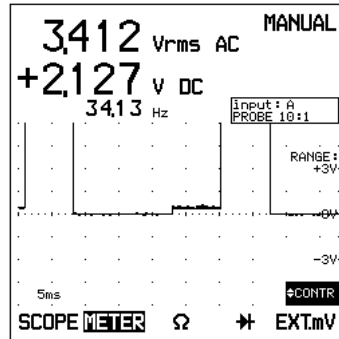 3.412 Vrms AC MANUAL
+2.127 V DC
34.13 Hz
input: A
PROBE 10:1
RANGE:
+3V
0V
-3V
5ms
CONTR
SCOPE METER Ω EXT.mV